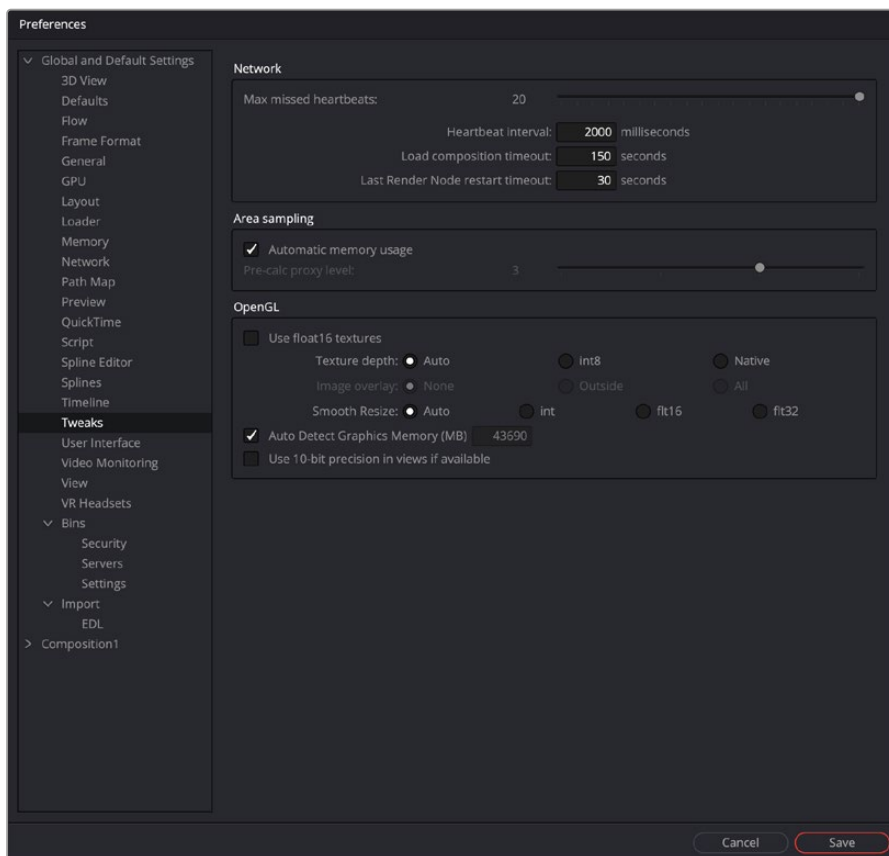 Preferences
Global and Default Settings
3D View
Defaults
Flow
Frame Format
General
GPU
Layout
Loader
Memory
Network
Path Map
Preview
QuickTime
Script
Spline Editor
Splines
Timeline
Tweaks
User Interface
Video Monitoring
View
VR Headsets
Bins
Security
Servers
Settings
Import
EDL
Composition1
Network
Max missed heartbeats: 20
Heartbeat interval: 2000 milliseconds
Load composition timeout: 150 seconds
Last Render Node restart timeout: 30 seconds
Area sampling
Automatic memory usage
Pre-calc proxy level: 3
OpenGL
Use float16 textures
Texture depth: Auto int8 Native
Image overlay: None Outside All
Smooth Resize: Auto int flt16 flt32
Auto Detect Graphics Memory (MB) 43690
Use 10-bit precision in views if available
Cancel Save